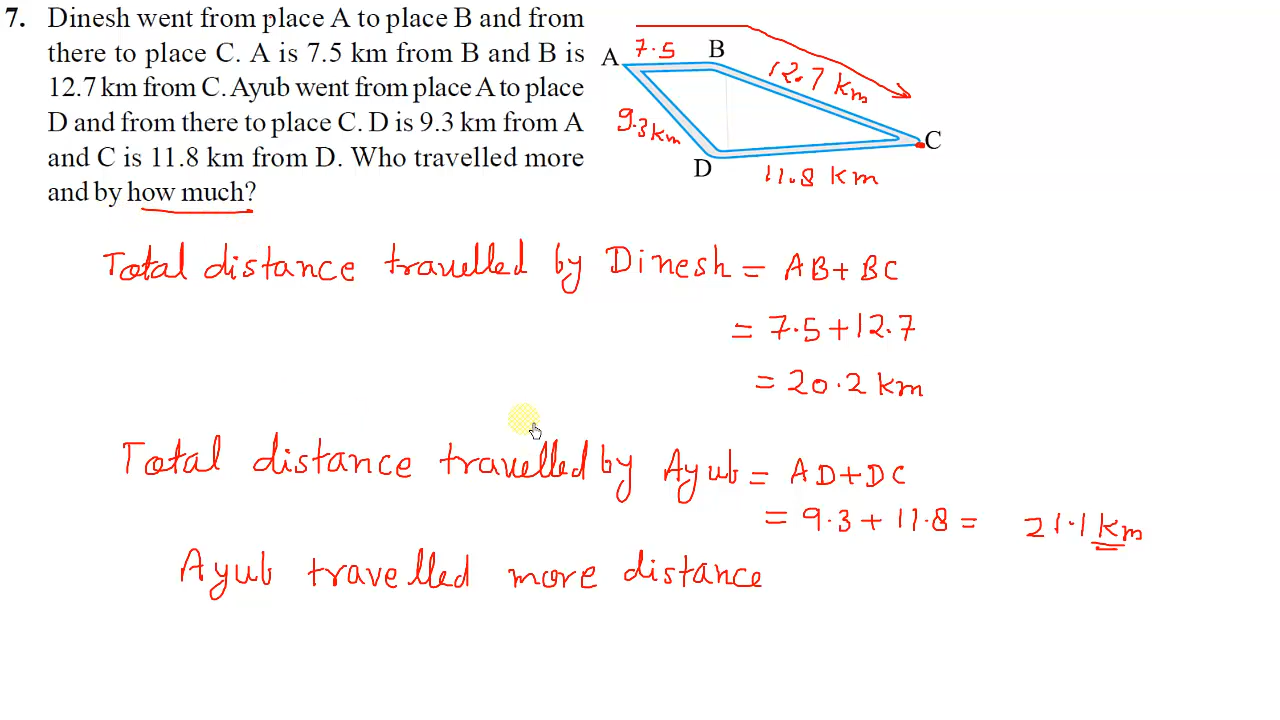 7. Dinesh went from place A to place B and from
there to place C. A is 7.5 km from B and B is
12.7 km from C. Ayub went from place A to place
D and from there to place C. D is 9.3 km from A
and C is 11.8 km from D. Who travelled more
and by how much?
A 7.5 B
12.7 km
9.3 km
C
D 11.8 km
Total distance travelled by Dinesh = AB + BC
= 7.5 + 12.7
= 20.2 km
Total distance travelled by Ayub = AD + DC
= 9.3 + 11.8 = 21.1 km
Ayub travelled more distance